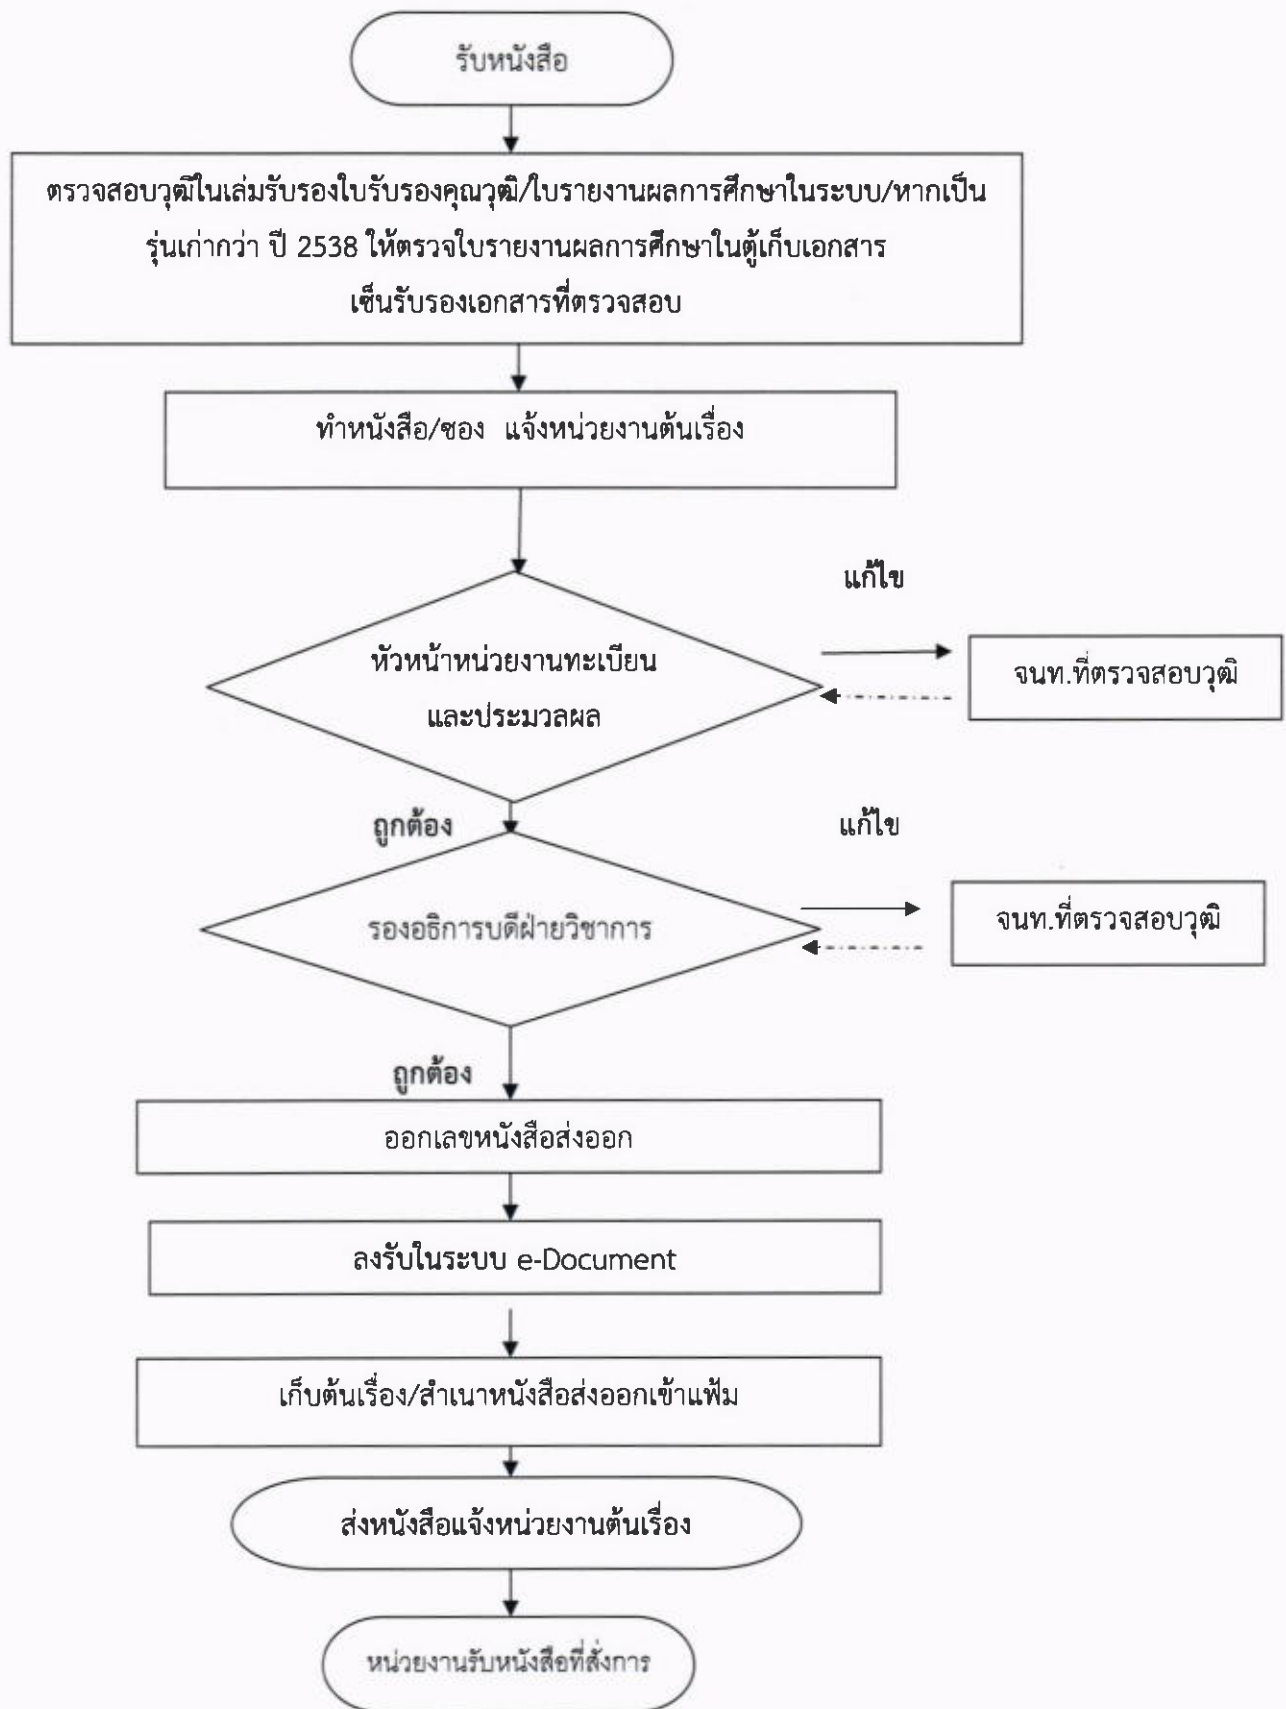 รับหนังสือ
ตรวจสอบวุฒิในเล่มรับรองใบรับรองคุณวุฒิ/ใบรายงานผลการศึกษาในระบบ/หากเป็น
รุ่นเก่ากว่า ปี 2538 ให้ตรวจใบรายงานผลการศึกษาในตู้เก็บเอกสาร
เซ็นรับรองเอกสารที่ตรวจสอบ
ทำหนังสือ/ซอง แจ้งหน่วยงานต้นเรื่อง
แก้ไข
หัวหน้าหน่วยงานทะเบียน
และประมวลผล
จนท.ที่ตรวจสอบวุฒิ
ถูกต้อง
แก้ไข
รองอธิการบดีฝ่ายวิชาการ
จนท.ที่ตรวจสอบวุฒิ
ถูกต้อง
ออกเลขหนังสือส่งออก
ลงรับในระบบ e-Document
เก็บต้นเรื่อง/สำเนาหนังสือส่งออกเข้าแฟ้ม
ส่งหนังสือแจ้งหน่วยงานต้นเรื่อง
หน่วยงานรับหนังสือที่สั่งการ